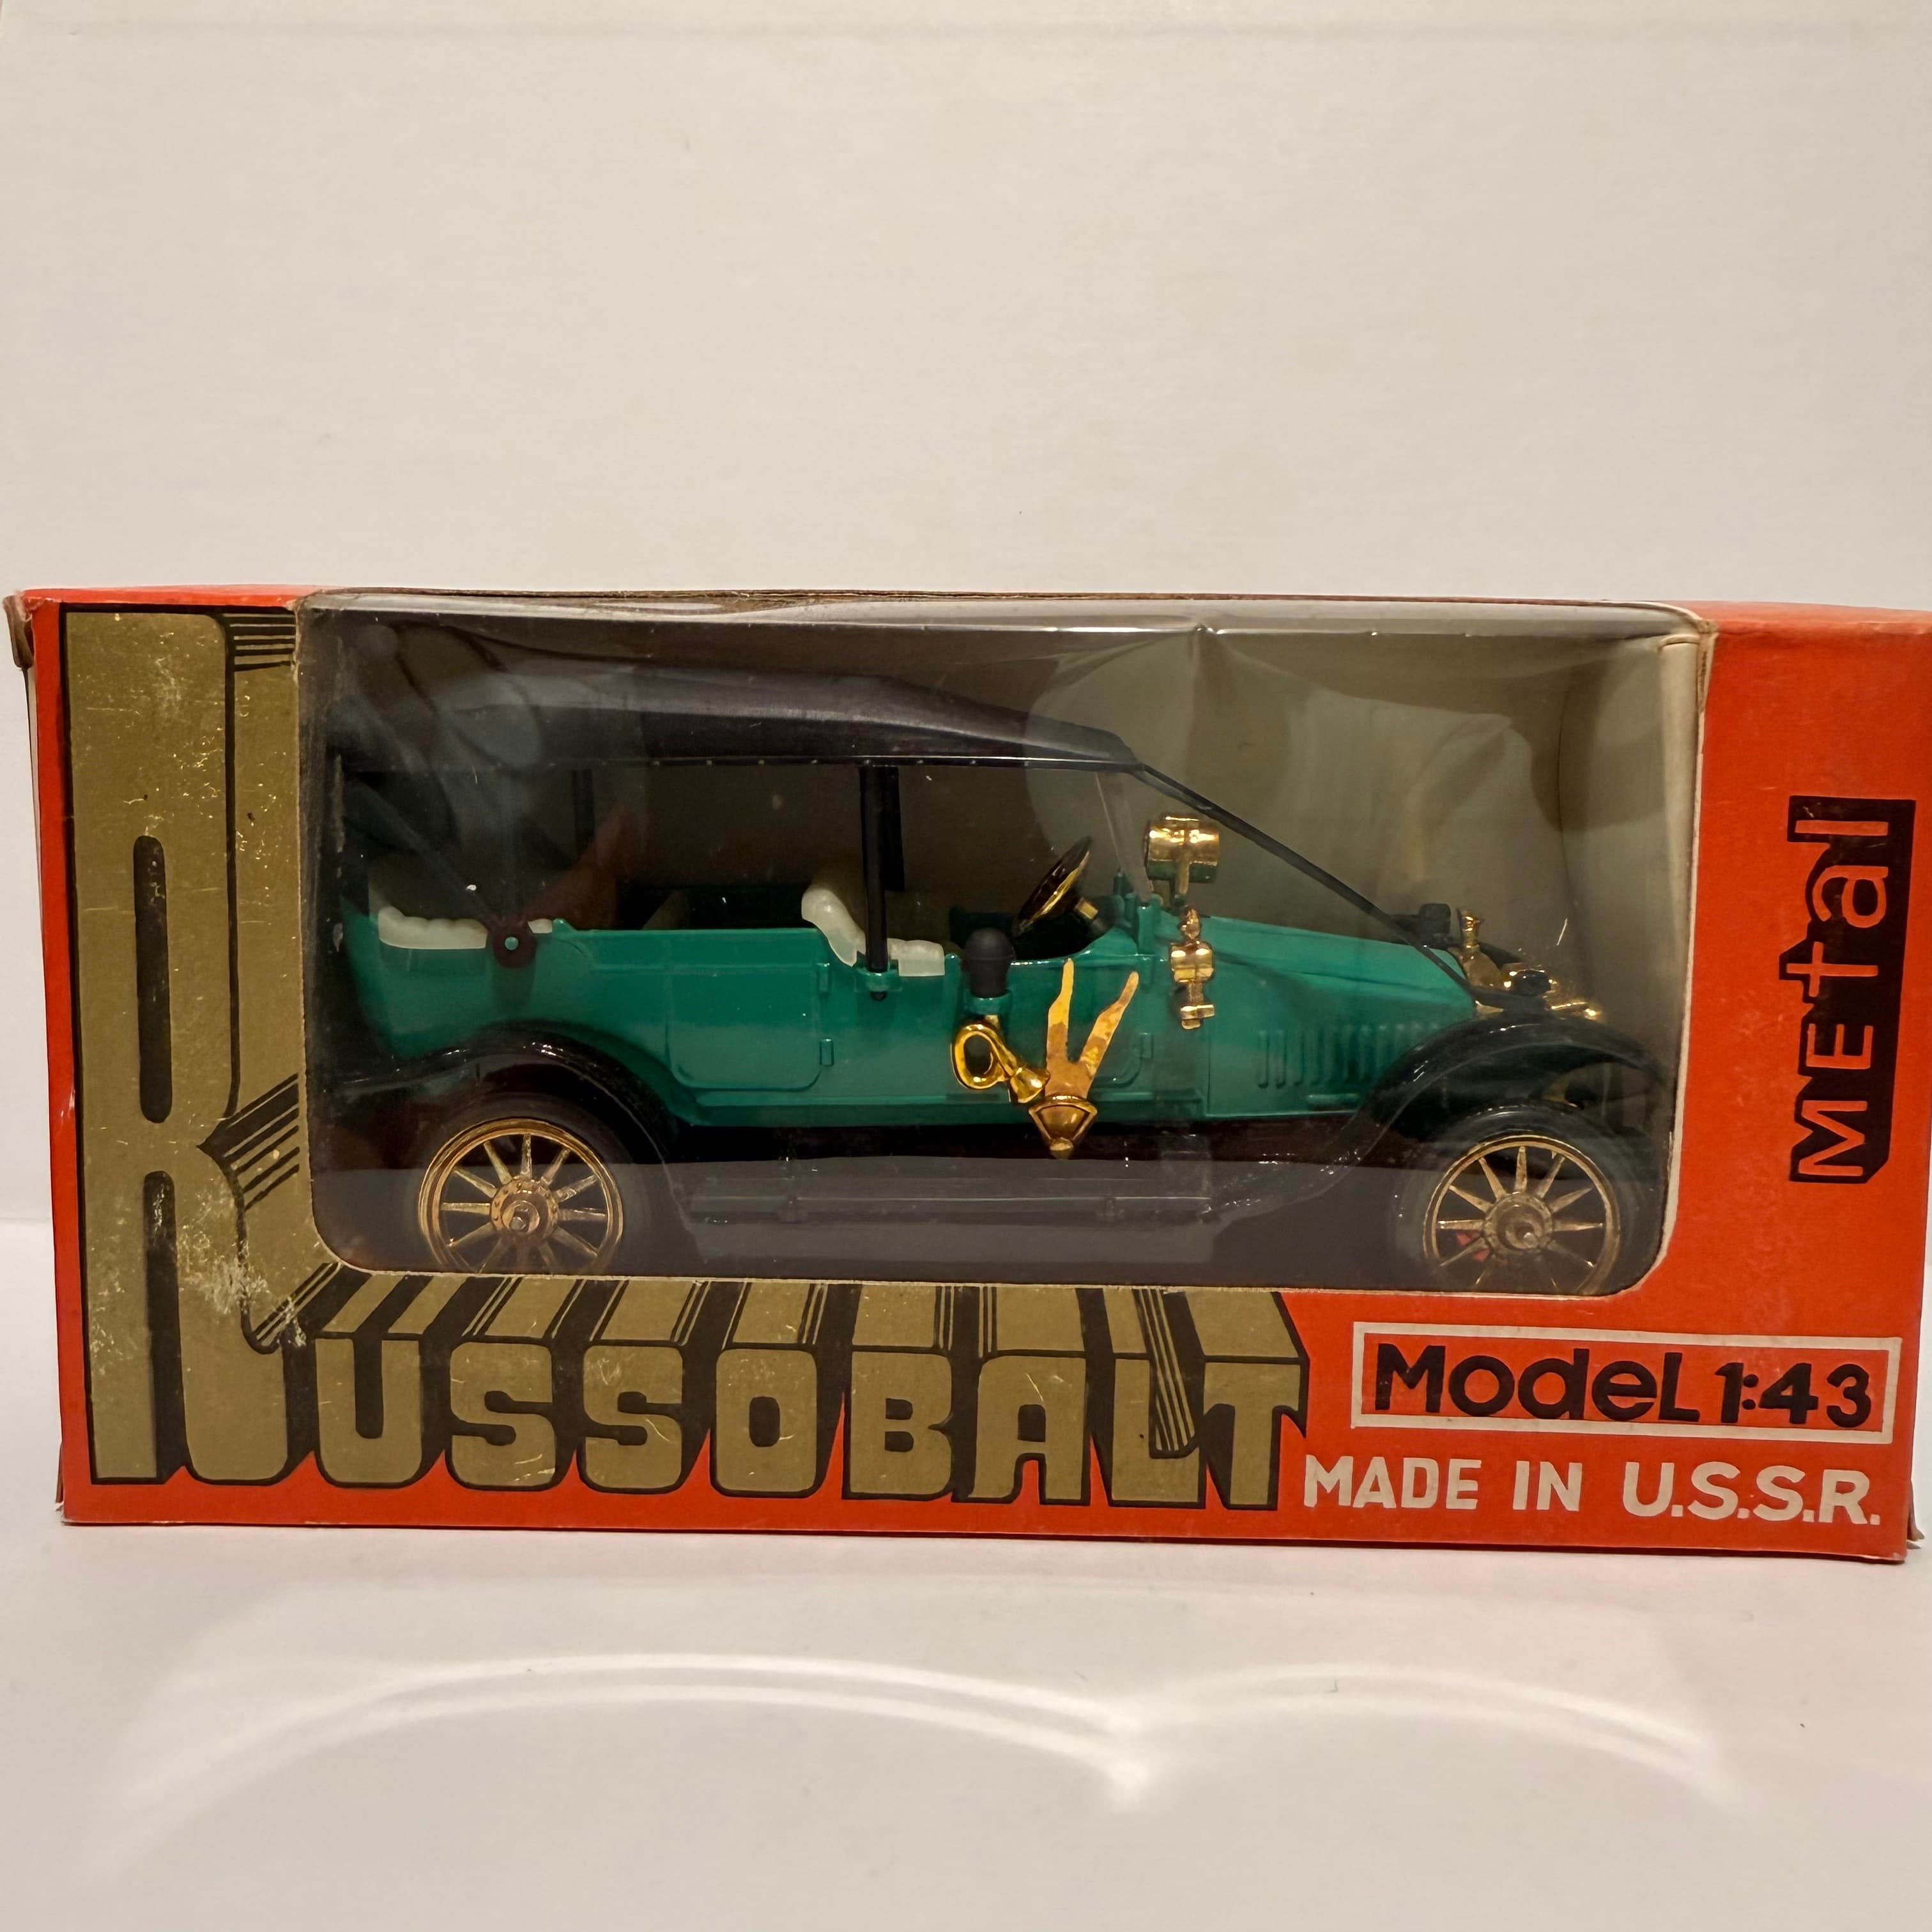 RUSSOBALT
METal
MoDeL 1:43
MADE IN U.S.S.R.